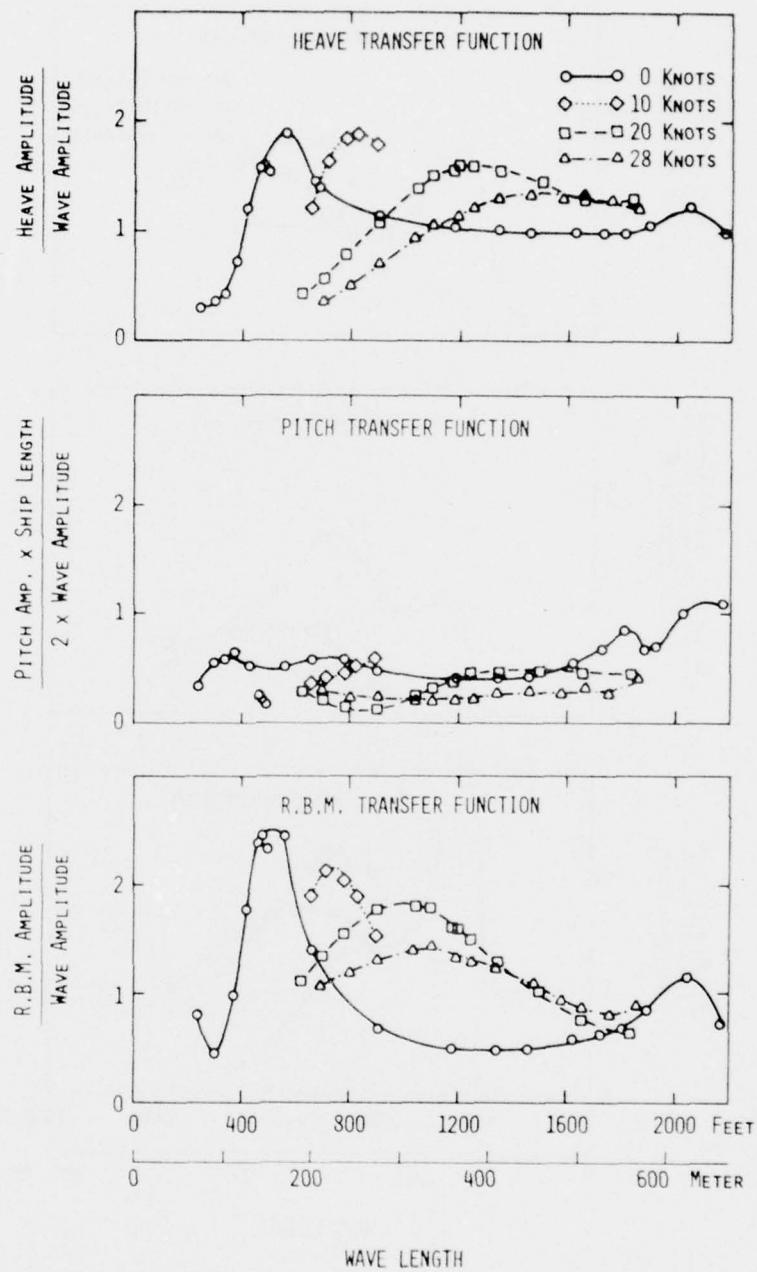 HEAVE TRANSFER FUNCTION
0 KNOTS
10 KNOTS
20 KNOTS
28 KNOTS
HEAVE AMPLITUDE
WAVE AMPLITUDE
2
1
0
PITCH TRANSFER FUNCTION
PITCH AMP. x SHIP LENGTH
2 x WAVE AMPLITUDE
2
1
0
R.B.M. TRANSFER FUNCTION
R.B.M. AMPLITUDE
WAVE AMPLITUDE
2
1
0
0 400 800 1200 1600 2000 FEET
0 200 400 600 METER
WAVE LENGTH